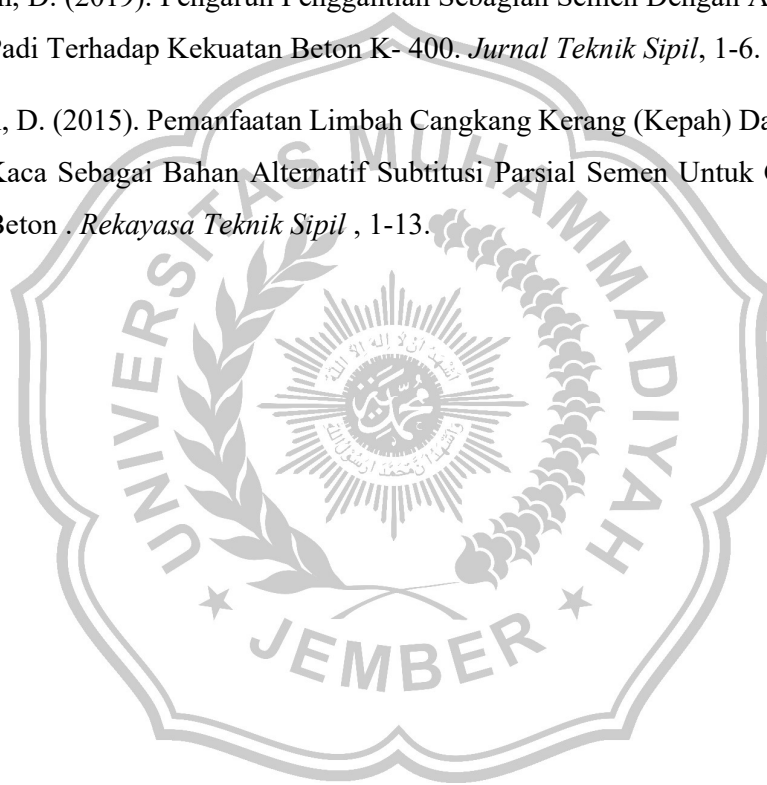 D. (2019). Pengaruh Penggantian Sebagian Semen Dengan
Padi Terhadap Kekuatan Beton K- 400. Jurnal Teknik Sipil, 1-6.
D. (2015). Pemanfaatan Limbah Cangkang Kerang (Kepah)
Kaca Sebagai Bahan Alternatif Subtitusi Parsial Semen Untuk
Beton . Rekayasa Teknik Sipil , 1-13.
UNIVERSITAS MUHAMMADIYAH
JEMBER